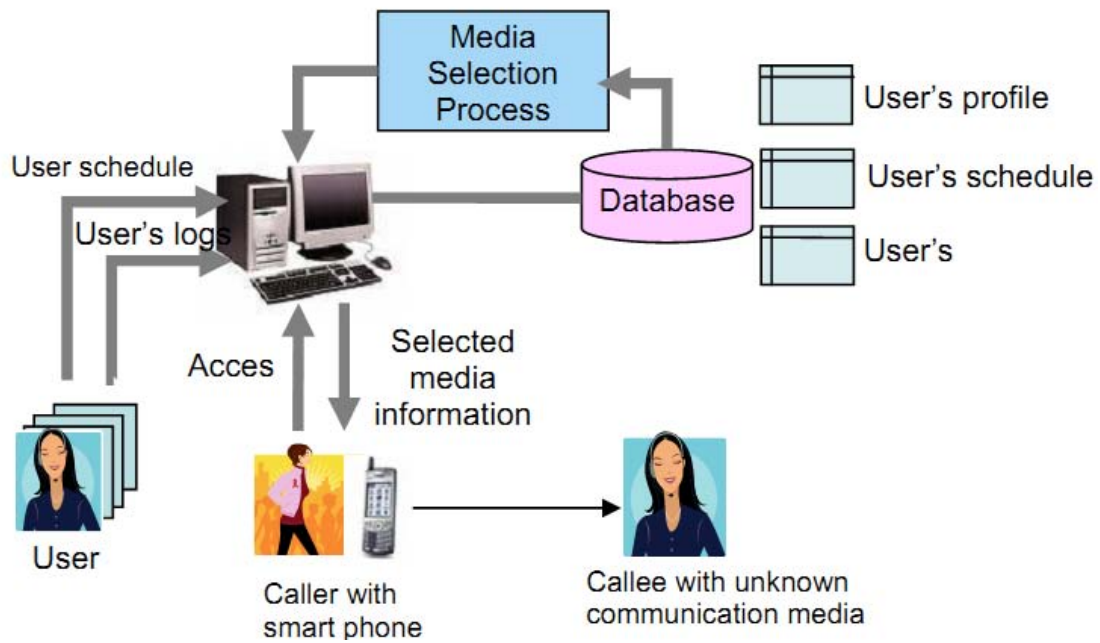 Media
Selection
Process
User's profile
User schedule
User's schedule
Database
User's logs
User's
Acces
Selected
media
information
User
Caller with
smart phone
Callee with unknown
communication media